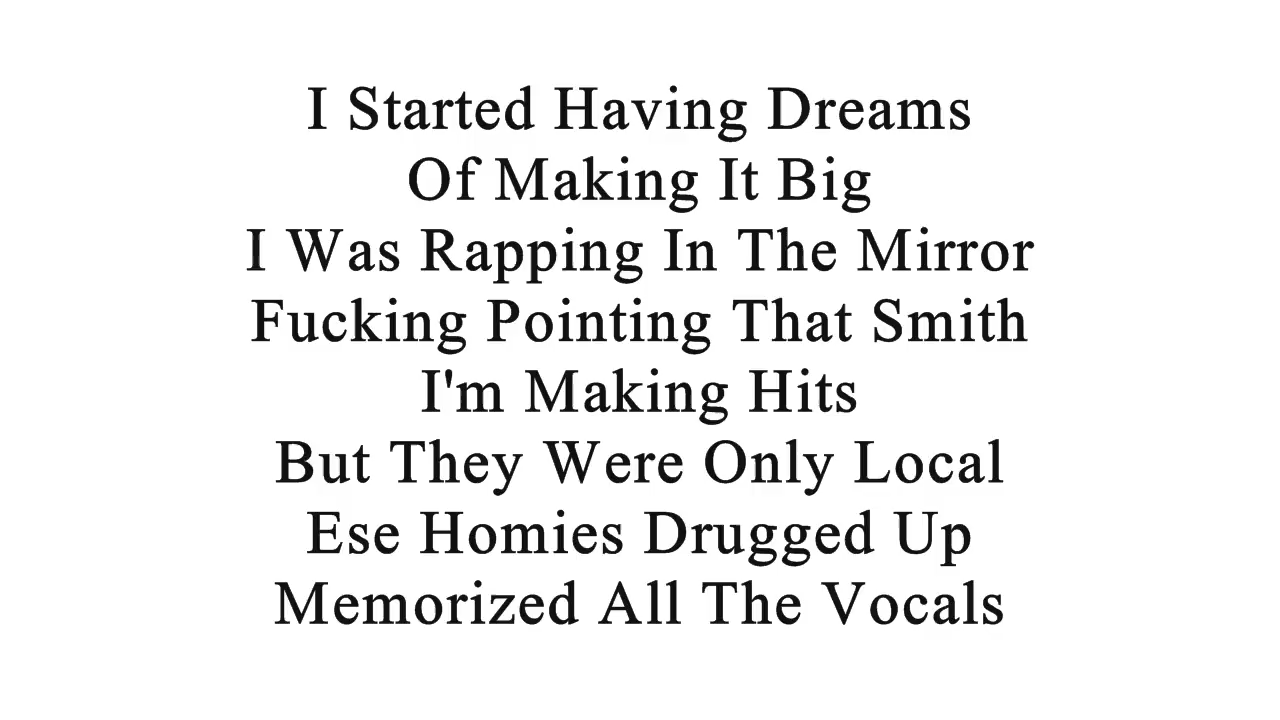 I Started Having Dreams
Of Making It Big
I Was Rapping In The Mirror
Fucking Pointing That Smith
I'm Making Hits
But They Were Only Local
Ese Homies Drugged Up
Memorized All The Vocals